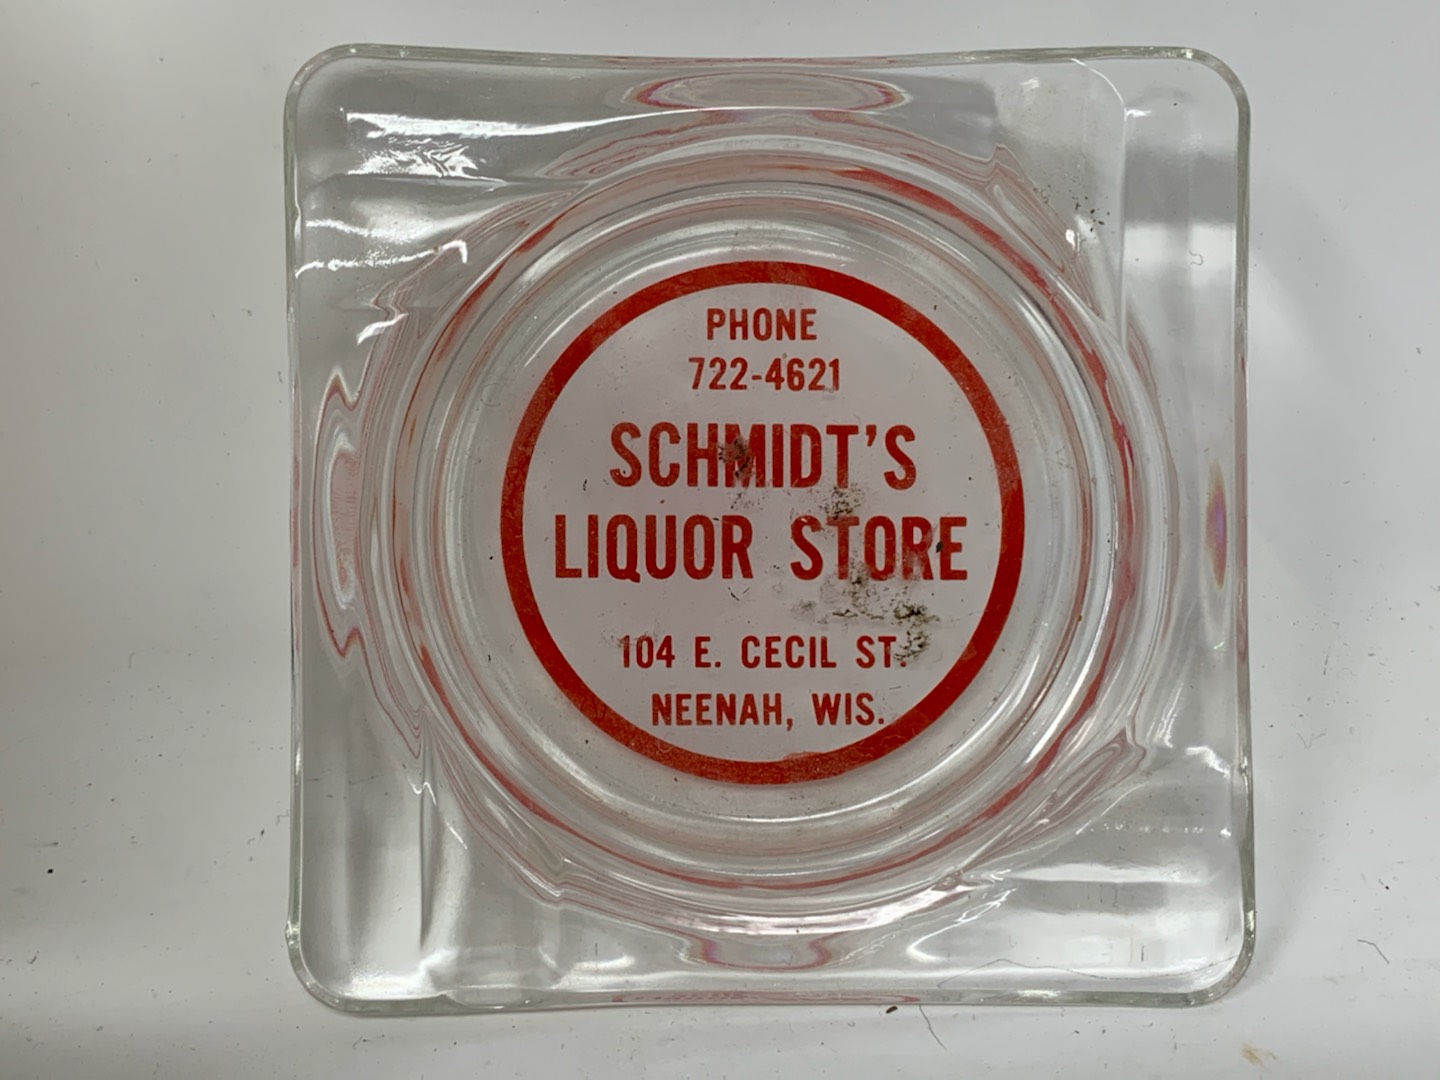 PHONE
722-4621
SCHMIDT'S
LIQUOR STORE
104 E. CECIL ST.
NEENAH, WIS.